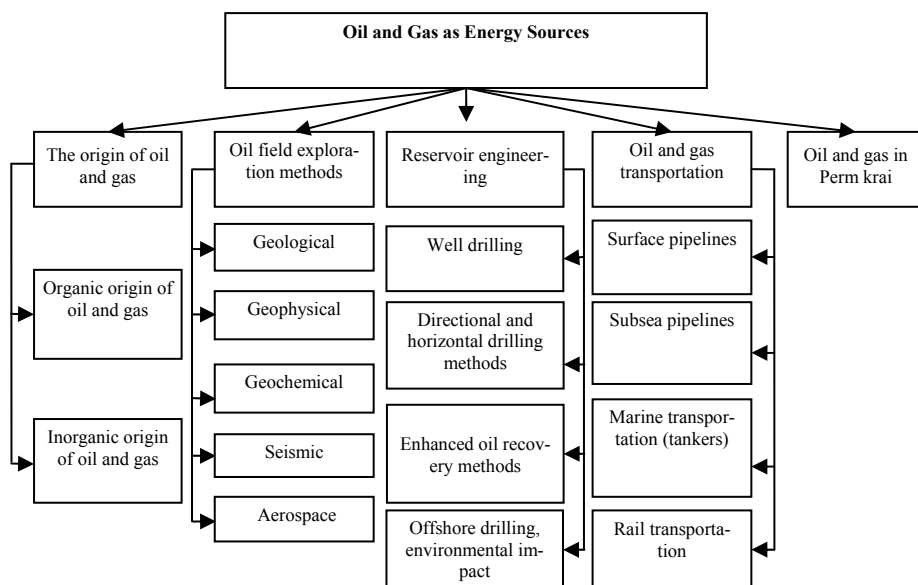 Oil and Gas as Energy Sources
The origin of oil
and gas
Oil field explora-
tion methods
Reservoir engineer-
ing
Oil and gas
transportation
Oil and gas in
Perm krai
Organic origin of
oil and gas
Inorganic origin
of oil and gas
Geological
Geophysical
Geochemical
Seismic
Aerospace
Well drilling
Directional and
horizontal drilling
methods
Enhanced oil recov-
ery methods
Offshore drilling,
environmental im-
pact
Surface pipelines
Subsea pipelines
Marine transpor-
tation (tankers)
Rail transporta-
tion